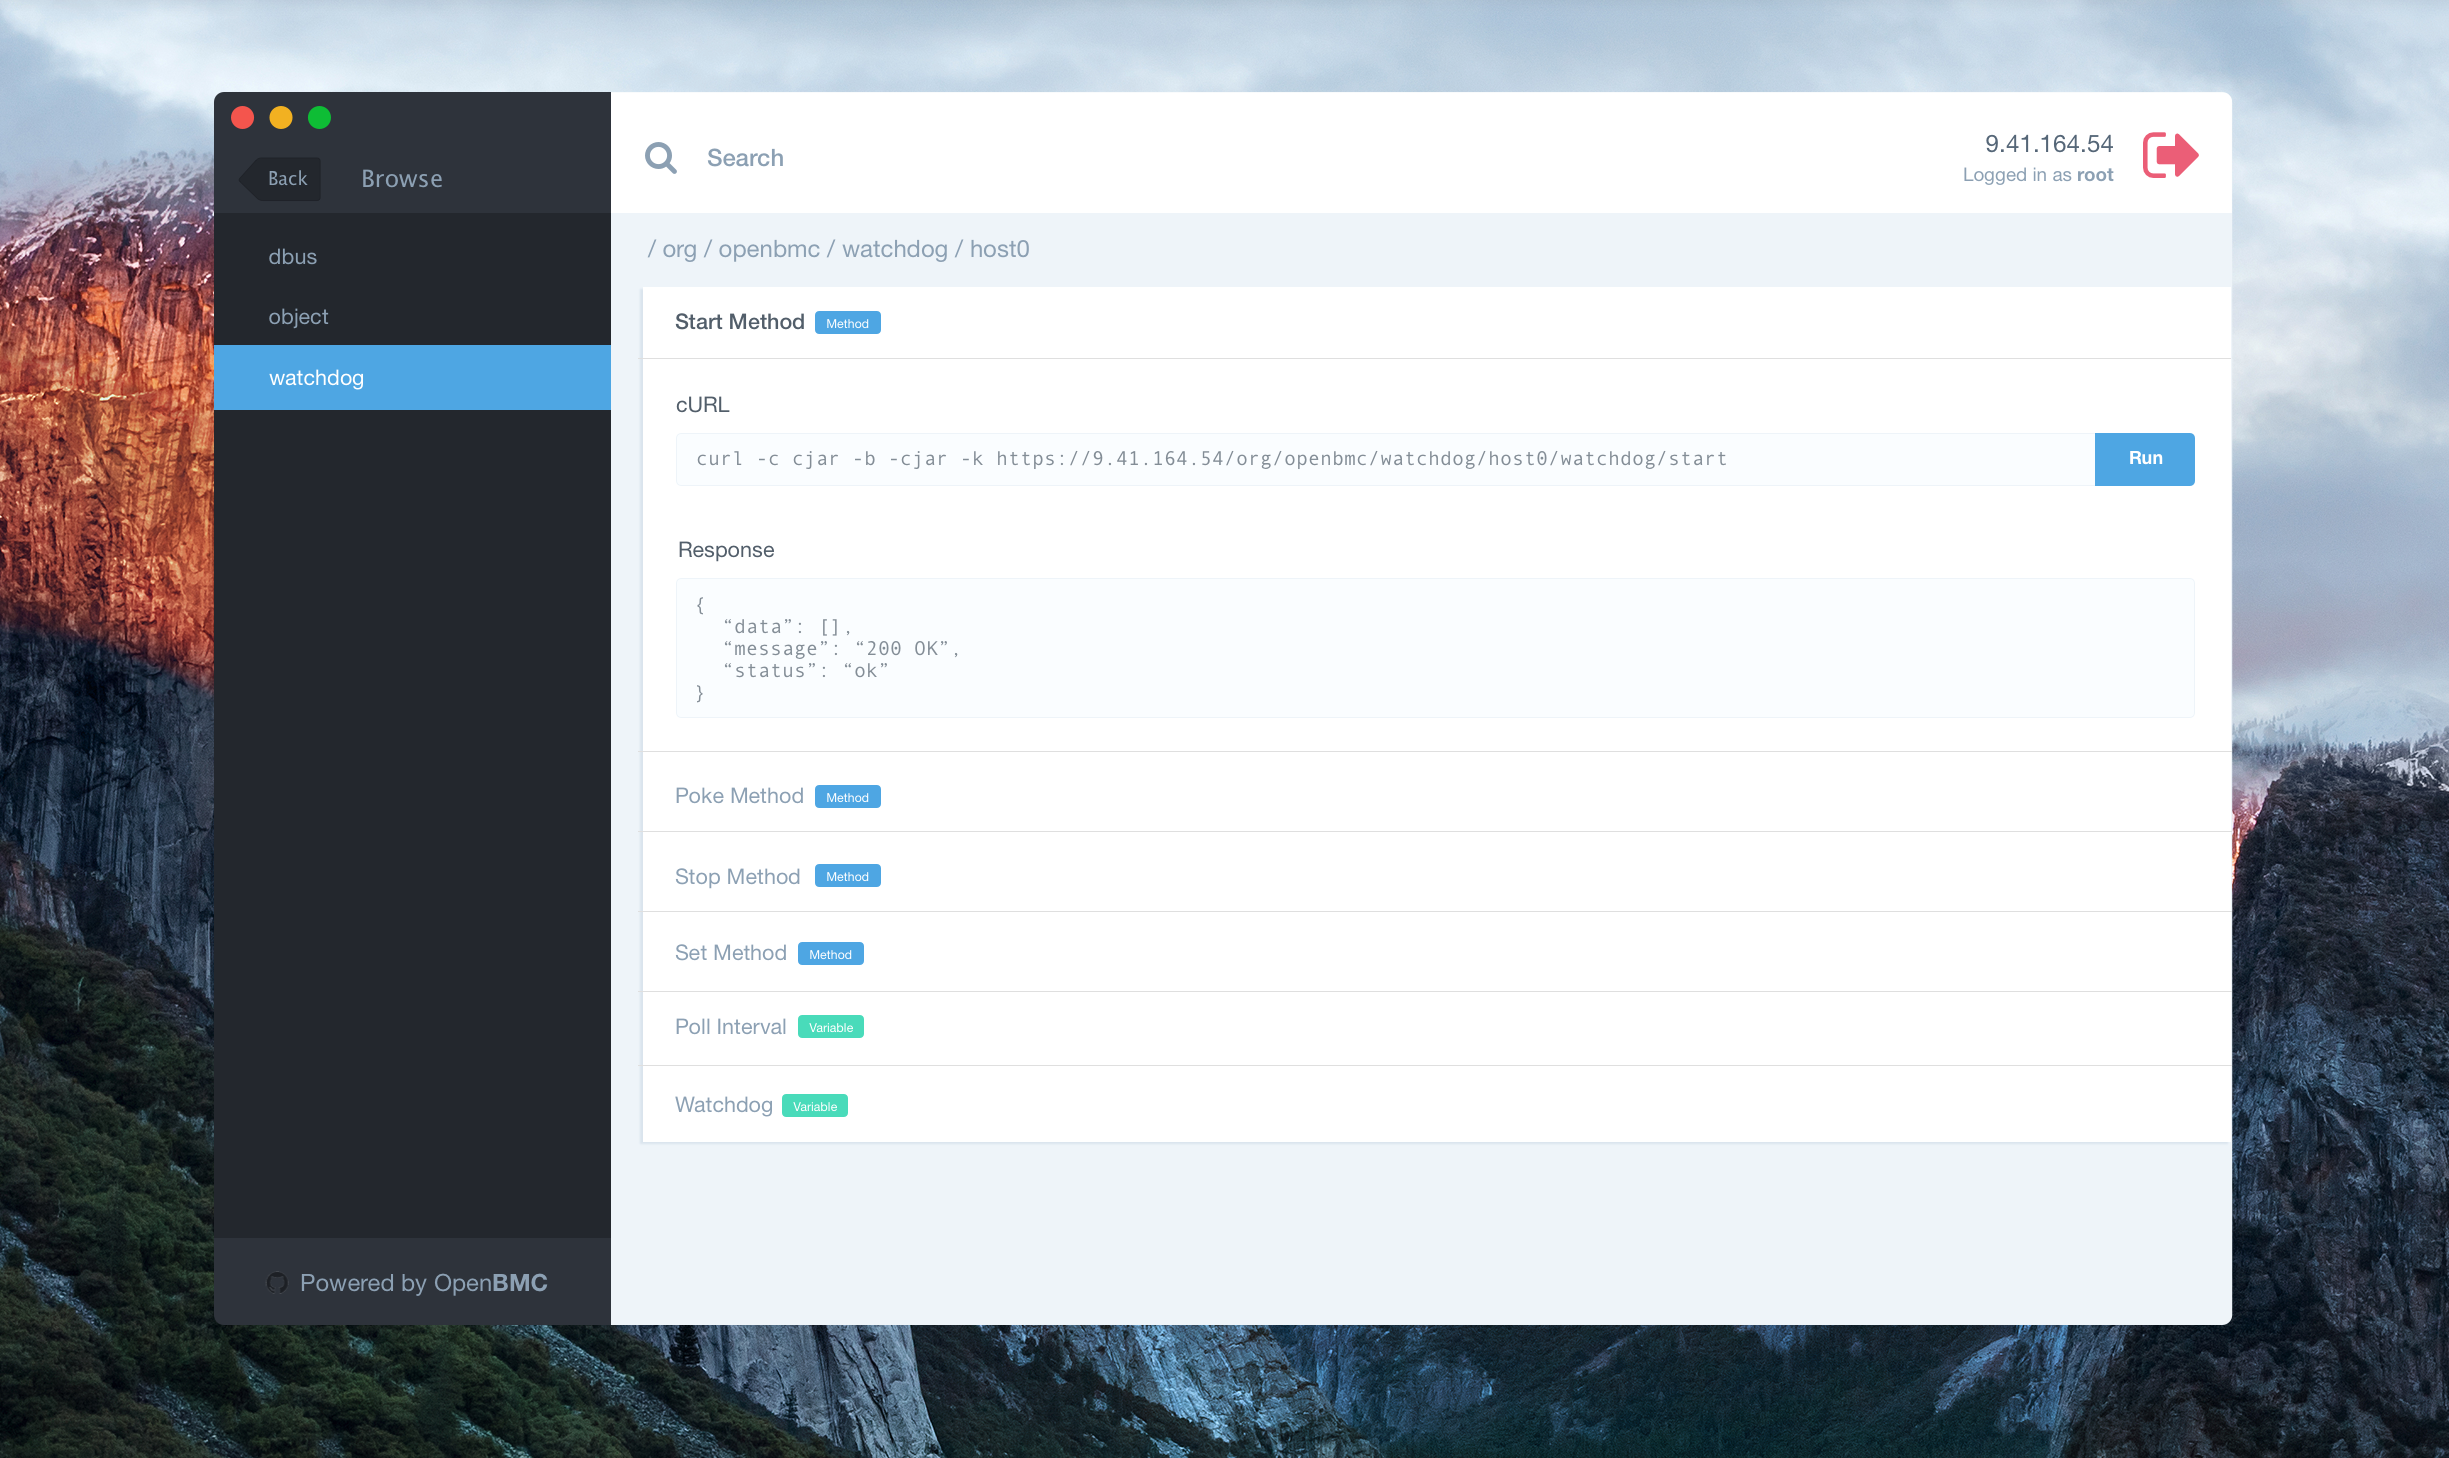 Back Browse
dbus
object
watchdog
Powered by OpenBMC
Search
9.41.164.54
Logged in as root
/ org / openbmc / watchdog / host0
Start Method Method
cURL
curl -c cjar -b -cjar -k https://9.41.164.54/org/openbmc/watchdog/host0/watchdog/start
Run
Response
{
“data”: [],
“message”: “200 OK”,
“status”: “ok”
}
Poke Method Method
Stop Method Method
Set Method Method
Poll Interval Variable
Watchdog Variable